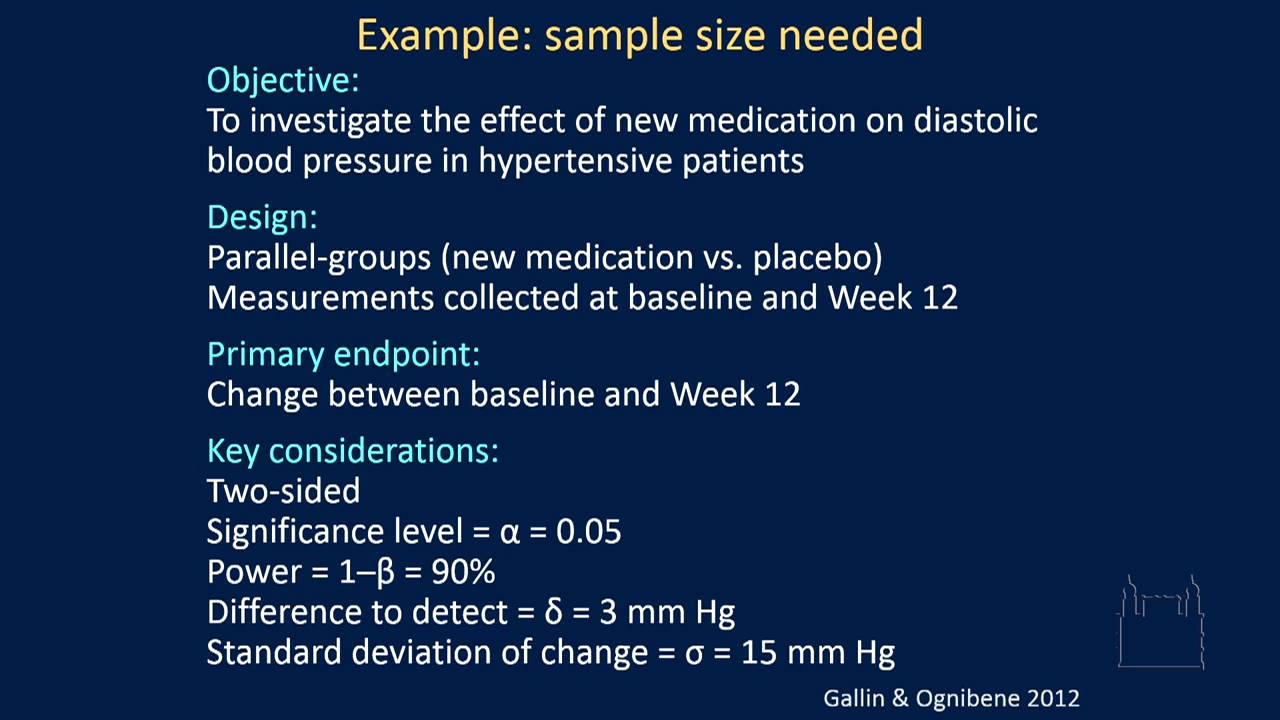 Example: sample size needed
Objective:
To investigate the effect of new medication on diastolic
blood pressure in hypertensive patients
Design:
Parallel-groups (new medication vs. placebo)
Measurements collected at baseline and Week 12
Primary endpoint:
Change between baseline and Week 12
Key considerations:
Two-sided
Significance level = α = 0.05
Power = 1–β = 90%
Difference to detect = δ = 3 mm Hg
Standard deviation of change = σ = 15 mm Hg
Gallin & Ognibene 2012